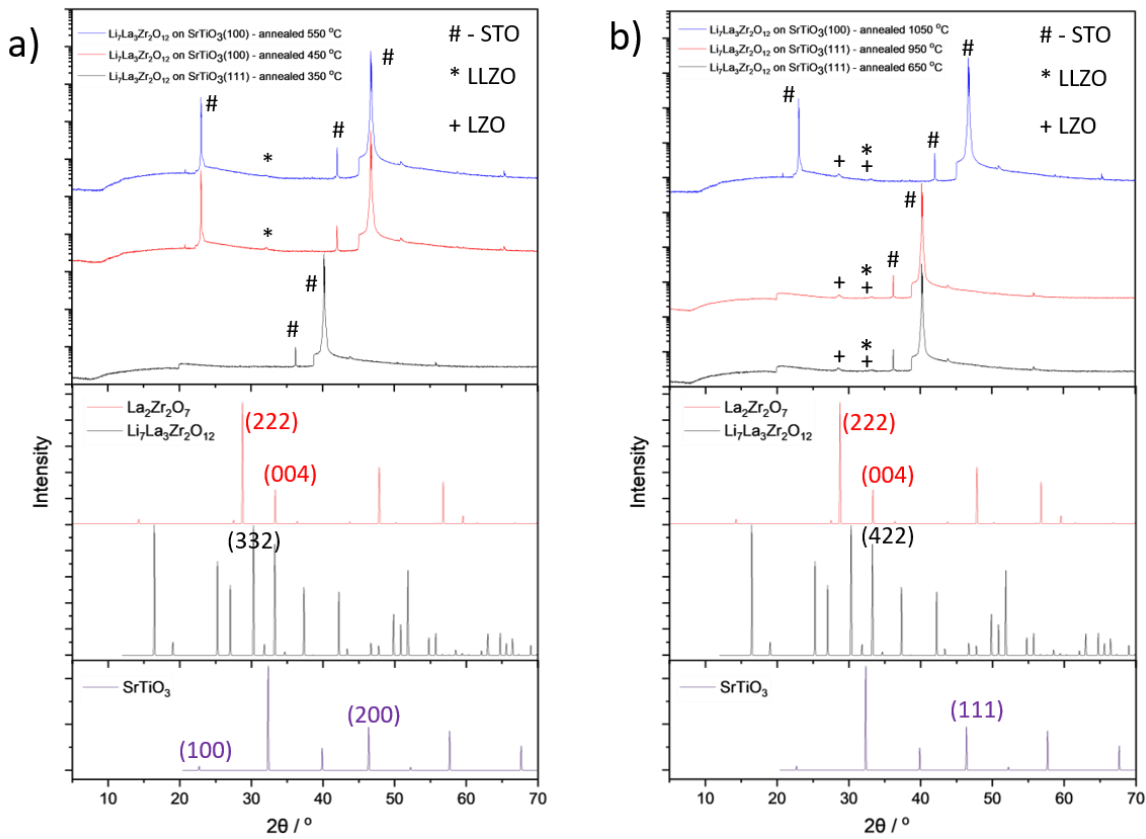 a)
Li₇La₃Zr₂O₁₂ on SrTiO₃(100) - annealed 550 °C
Li₇La₃Zr₂O₁₂ on SrTiO₃(100) - annealed 450 °C
Li₇La₃Zr₂O₁₂ on SrTiO₃(111) - annealed 350 °C
# - STO
* LLZO
+ LZO
#
#
#
*
*
#
#
La₂Zr₂O₇
Li₇La₃Zr₂O₁₂
(222)
(004)
(332)
SrTiO₃
(100)
(200)
Intensity
10 20 30 40 50 60 70
2θ / °
b)
Li₇La₃Zr₂O₁₂ on SrTiO₃(100) - annealed 1050 °C
Li₇La₃Zr₂O₁₂ on SrTiO₃(111) - annealed 950 °C
Li₇La₃Zr₂O₁₂ on SrTiO₃(111) - annealed 650 °C
# - STO
* LLZO
+ LZO
#
#
#
+
*
+
#
#
+
*
+
+
*
+
La₂Zr₂O₇
Li₇La₃Zr₂O₁₂
(222)
(004)
(422)
SrTiO₃
(111)
Intensity
10 20 30 40 50 60 70
2θ / °